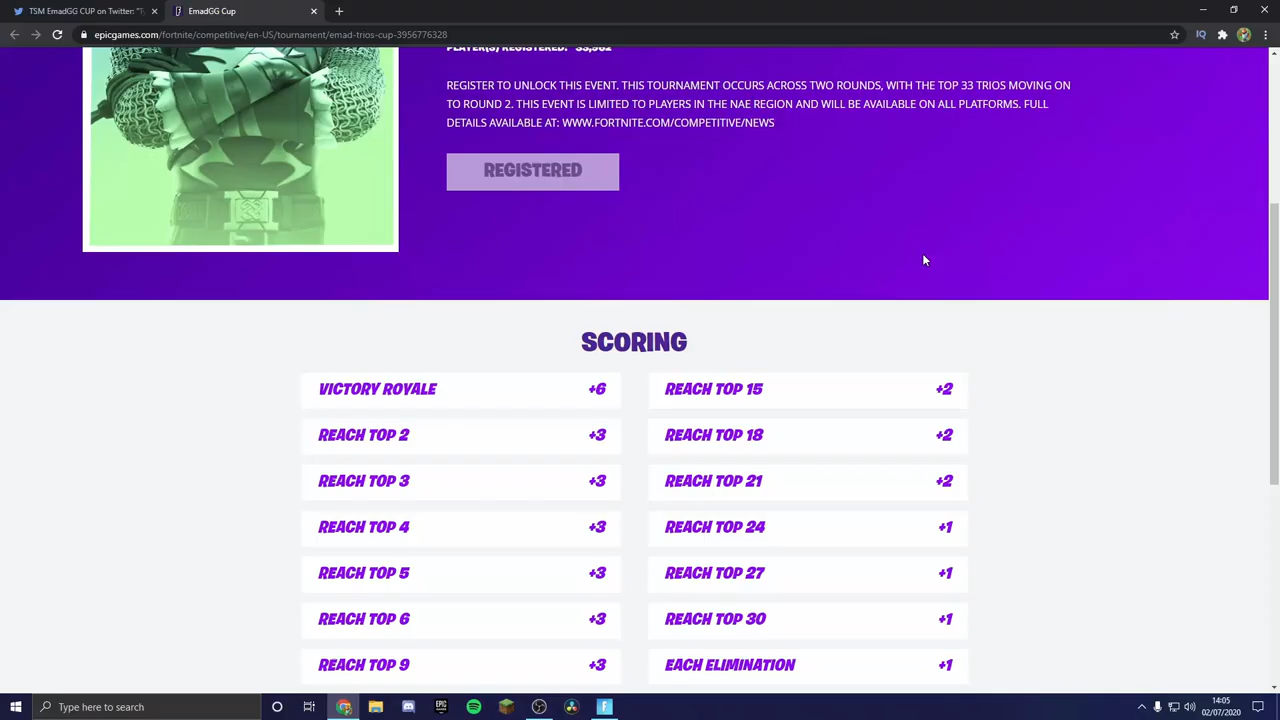 TSM EmadGG CUP on Twitter: "T
EmadGG Cup
epicgames.com/fortnite/competitive/en-US/tournament/emad-trios-cup-3956776328
REGISTER TO UNLOCK THIS EVENT. THIS TOURNAMENT OCCURS ACROSS TWO ROUNDS, WITH THE TOP 33 TRIOS MOVING ON
TO ROUND 2. THIS EVENT IS LIMITED TO PLAYERS IN THE NAE REGION AND WILL BE AVAILABLE ON ALL PLATFORMS. FULL
DETAILS AVAILABLE AT: WWW.FORTNITE.COM/COMPETITIVE/NEWS
REGISTERED
SCORING
VICTORY ROYALE +6
REACH TOP 2 +3
REACH TOP 3 +3
REACH TOP 4 +3
REACH TOP 5 +3
REACH TOP 6 +3
REACH TOP 9 +3
REACH TOP 15 +2
REACH TOP 18 +2
REACH TOP 21 +2
REACH TOP 24 +1
REACH TOP 27 +1
REACH TOP 30 +1
EACH ELIMINATION +1
Type here to search
EPIC
14:05
02/07/2020